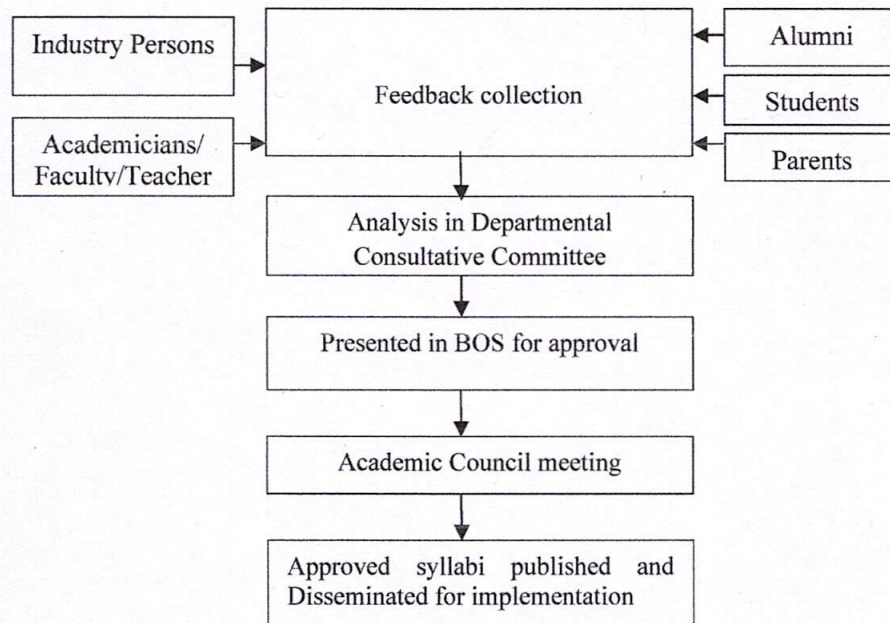 Industry Persons
Academicians/
Faculty/Teacher
Feedback collection
Alumni
Students
Parents
Analysis in Departmental
Consultative Committee
Presented in BOS for approval
Academic Council meeting
Approved syllabi published and
Disseminated for implementation